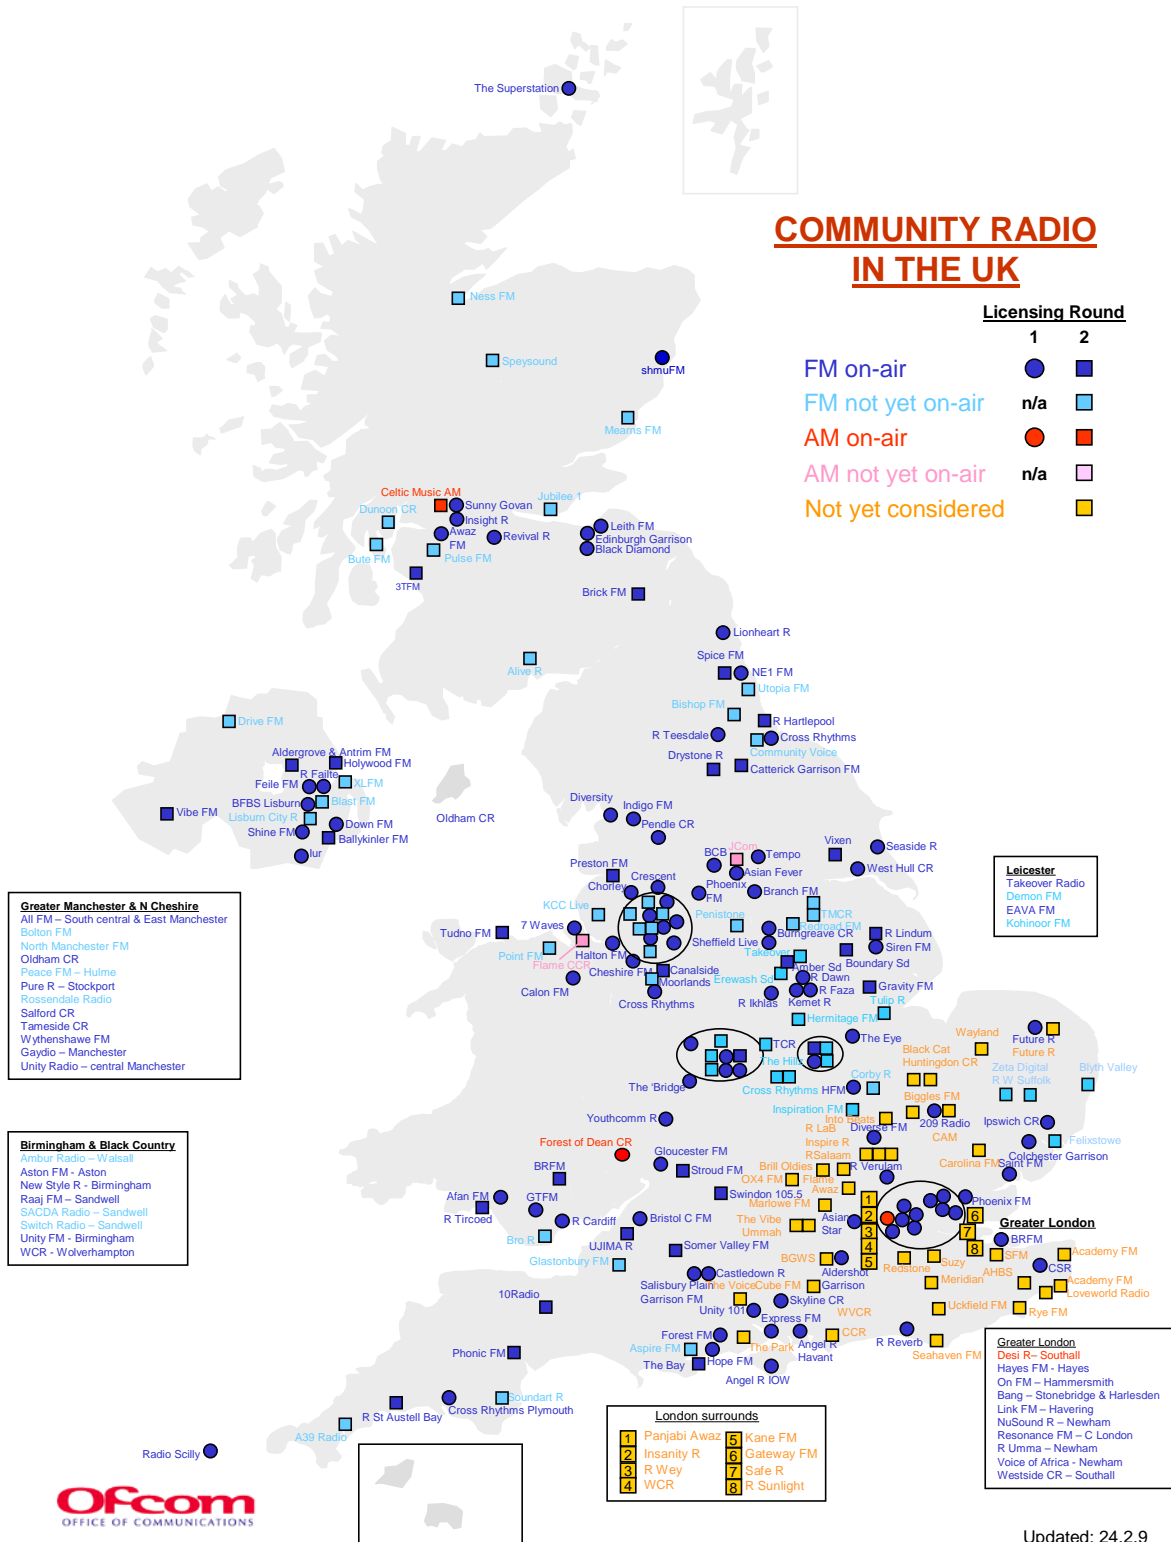 The Superstation
COMMUNITY RADIO
IN THE UK
Licensing Round
1 2
FM on-air
FM not yet on-air n/a
AM on-air
AM not yet on-air n/a
Not yet considered
Ness FM
Speysound
shmuFM
Mearns FM
Celtic Music AM
Sunny Govan
Jubilee 1
Dunoon CR
Insight R
Leith FM
Awaz
FM
Revival R
Edinburgh Garrison
Black Diamond
Bute FM
Pulse FM
3TFM
Brick FM
Lionheart R
Alive R
Spice FM
NE1 FM
Utopia FM
Bishop FM
Drive FM
R Hartlepool
R Teesdale
Cross Rhythms
Community Voice
Aldergrove & Antrim FM
Holywood FM
Drystone R
Catterick Garrison FM
R Failte
Feile FM
XLFM
BFBS Lisburn
Blast FM
Vibe FM
Lisburn City R
Down FM
Shine FM
Ballykinler FM
Iur
Oldham CR
Diversity
Indigo FM
Pendle CR
BCB
JCom
Tempo
Asian Fever
Vixen
Seaside R
West Hull CR
Preston FM
Crescent
Chorley
Phoenix
FM
Branch FM
KCC Live
Penistone
TMCR
Redroad FM
7 Waves
Burngreave CR
R Lindum
Tudno FM
Sheffield Live
Siren FM
Point FM
Halton FM
Takeover
Boundary Sd
Flame CCR
Amber Sd
Cheshire FM
Canalside
Erewash Sd
R Dawn
Calon FM
Moorlands
R Faza
Gravity FM
Cross Rhythms
R Ikhlas
Kemet R
Tulip R
Hermitage FM
Leicester
Takeover Radio
Demon FM
EAVA FM
Kohinoor FM
Greater Manchester & N Cheshire
All FM – South central & East Manchester
Bolton FM
North Manchester FM
Oldham CR
Peace FM – Hulme
Pure R – Stockport
Rossendale Radio
Salford CR
Tameside CR
Wythenshawe FM
Gaydio – Manchester
Unity Radio – central Manchester
TCR
The Eye
Wayland
Future R
Future R
The Hills
Black Cat
Huntingdon CR
Zeta Digital
R W Suffolk
Blyth Valley
Corby R
The 'Bridge
Cross Rhythms
HFM
Biggles FM
Inspiration FM
Into Beats
209 Radio
Ipswich CR
Youthcomm R
R LaB
Diverse FM
CAM
Felixstowe
Inspire R
Colchester Garrison
Birmingham & Black Country
Ambur Radio – Walsall
Aston FM - Aston
New Style R - Birmingham
Raaj FM – Sandwell
SACDA Radio – Sandwell
Switch Radio – Sandwell
Unity FM - Birmingham
WCR - Wolverhampton
Forest of Dean CR
Gloucester FM
RSalaam
Carolina FM
Saint FM
BRFM
Stroud FM
Brill Oldies
R Verulam
OX4 FM
Flame
Afan FM
GTFM
Swindon 105.5
Awaz
1
Phoenix FM
Marlowe FM
R Tircoed
R Cardiff
Bristol C FM
The Vibe
Asian
2
6
Ummah
Star
3
7
Greater London
Bro R
UJIMA R
4
8
BRFM
Somer Valley FM
BGWS
5
SFM
Academy FM
Glastonbury FM
Aldershot
Garrison
Redstone
Suzy
CSR
Castledown R
Salisbury Plain
Garrison FM
he Voice
Cube FM
Meridian
AHBS
Academy FM
Loveworld Radio
10Radio
Skyline CR
Unity 101
Express FM
WVCR
Uckfield FM
Rye FM
Forest FM
CCR
R Reverb
Phonic FM
Aspire FM
The Park
Angel R
Havant
Seahaven FM
The Bay
Hope FM
Angel R IOW
Soundart R
Cross Rhythms Plymouth
R St Austell Bay
A39 Radio
Radio Scilly
London surrounds
1 Panjabi Awaz 5 Kane FM
2 Insanity R 6 Gateway FM
3 R Wey 7 Safe R
4 WCR 8 R Sunlight
Greater London
Desi R– Southall
Hayes FM - Hayes
On FM – Hammersmith
Bang – Stonebridge & Harlesden
Link FM – Havering
NuSound R – Newham
Resonance FM – C London
R Umma – Newham
Voice of Africa - Newham
Westside CR – Southall
Ofcom
OFFICE OF COMMUNICATIONS
Updated: 24.2.9